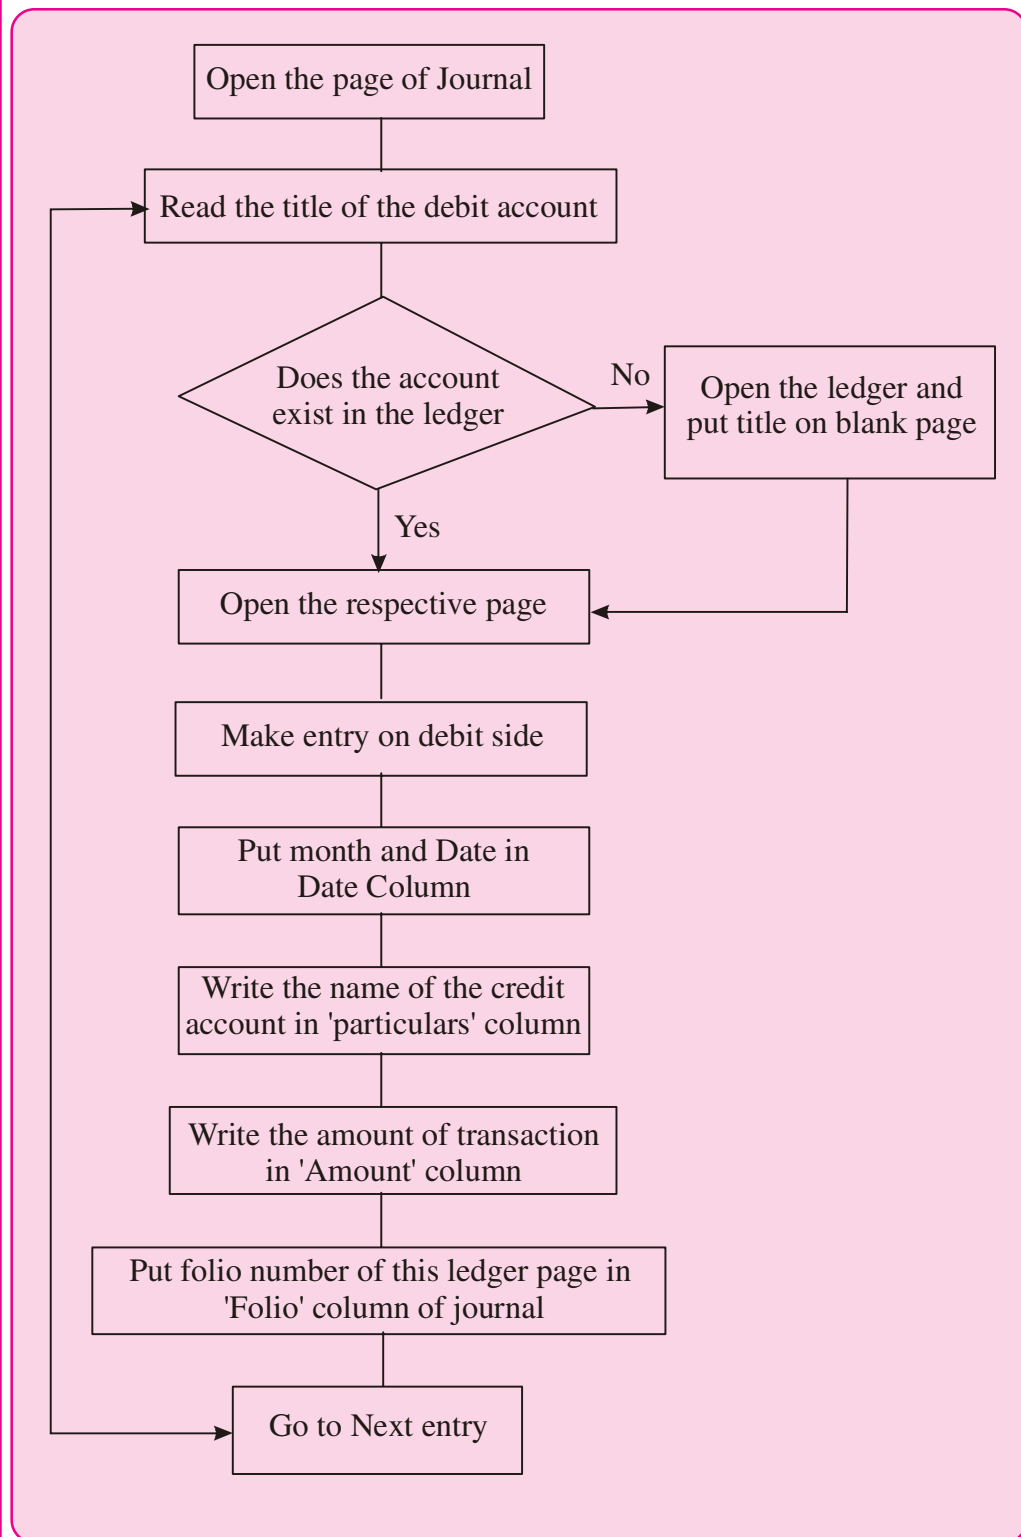 Open the page of Journal
Read the title of the debit account
Does the account
exist in the ledger
No
Open the ledger and
put title on blank page
Yes
Open the respective page
Make entry on debit side
Put month and Date in
Date Column
Write the name of the credit
account in 'particulars' column
Write the amount of transaction
in 'Amount' column
Put folio number of this ledger page in
'Folio' column of journal
Go to Next entry